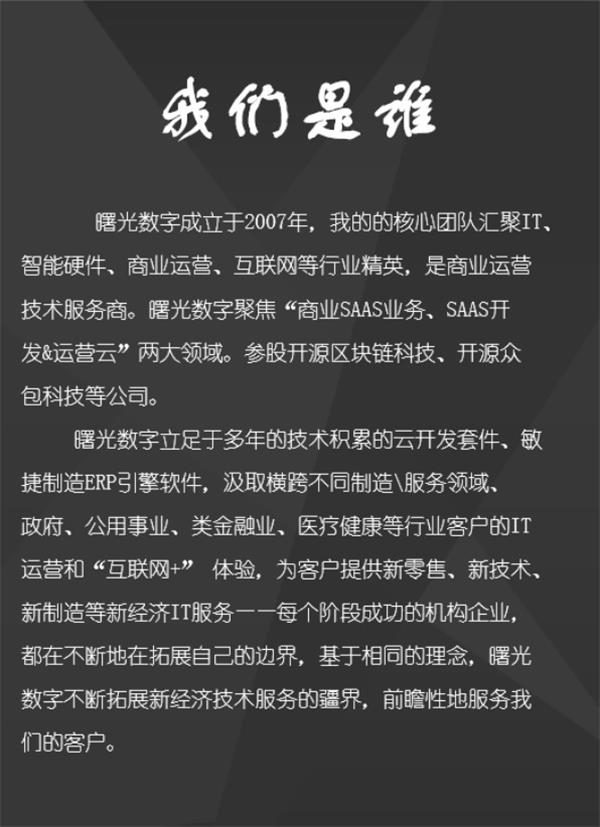 我们是谁
曙光数字成立于2007年，我的的核心团队汇聚IT、
智能硬件、商业运营、互联网等行业精英，是商业运营
技术服务商。曙光数字聚焦“商业SAAS业务、SAAS开
发&运营云”两大领域。参股开源区块链科技、开源众
包科技等公司。
曙光数字立足于多年的技术积累的云开发套件、敏
捷制造ERP引擎软件，汲取横跨不同制造\服务领域、
政府、公用事业、类金融业、医疗健康等行业客户的IT
运营和“互联网+” 体验，为客户提供新零售、新技术、
新制造等新经济IT服务——每个阶段成功的机构企业，
都在不断地在拓展自己的边界，基于相同的理念，曙光
数字不断拓展新经济技术服务的疆界，前瞻性地服务我
们的客户。